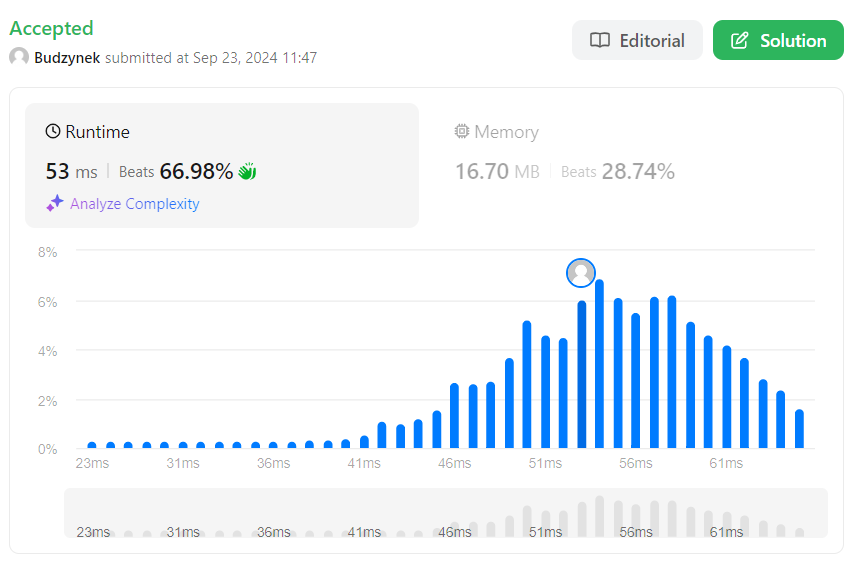 Accepted
Editorial
Solution
Budzynek submitted at Sep 23, 2024 11:47
Runtime
53 ms | Beats 66.98%
Analyze Complexity
Memory
16.70 MB | Beats 28.74%
8%
6%
4%
2%
0%
23ms 31ms 36ms 41ms 46ms 51ms 56ms 61ms
23ms 31ms 36ms 41ms 46ms 51ms 56ms 61ms